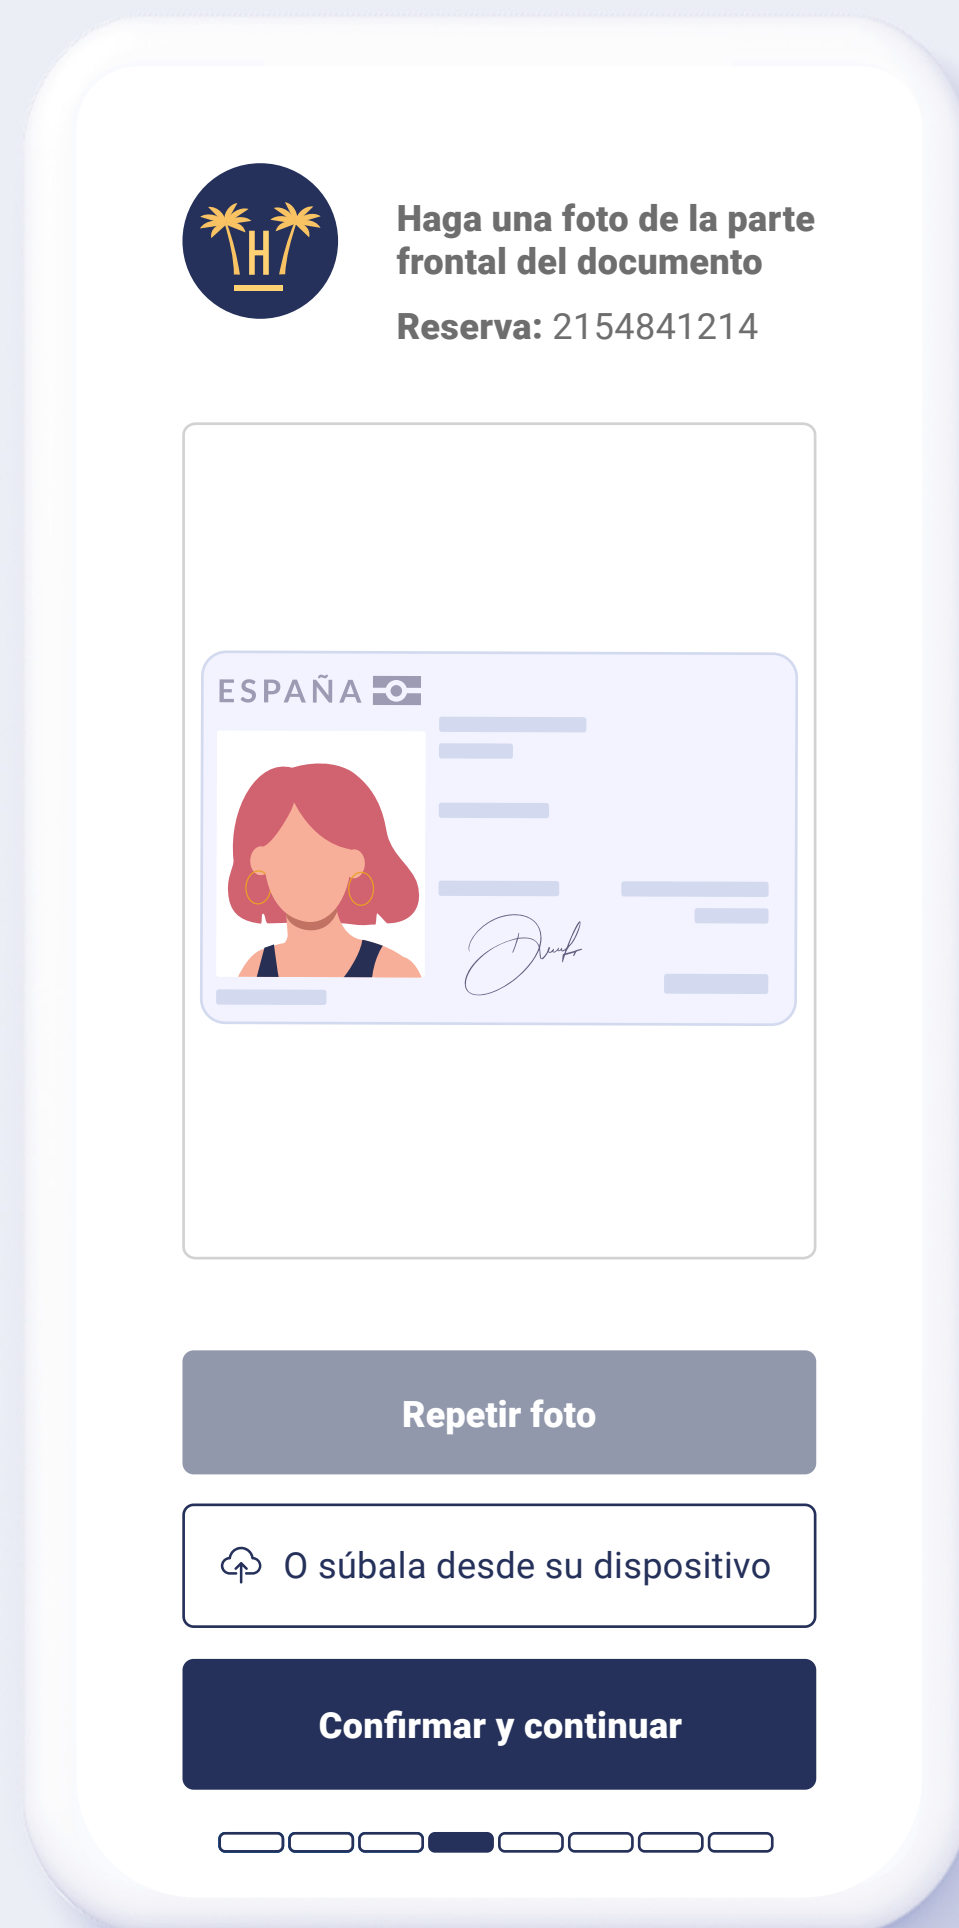 H
Haga una foto de la parte
frontal del documento
Reserva: 2154841214
ESPAÑA
Repetir foto
O súbala desde su dispositivo
Confirmar y continuar